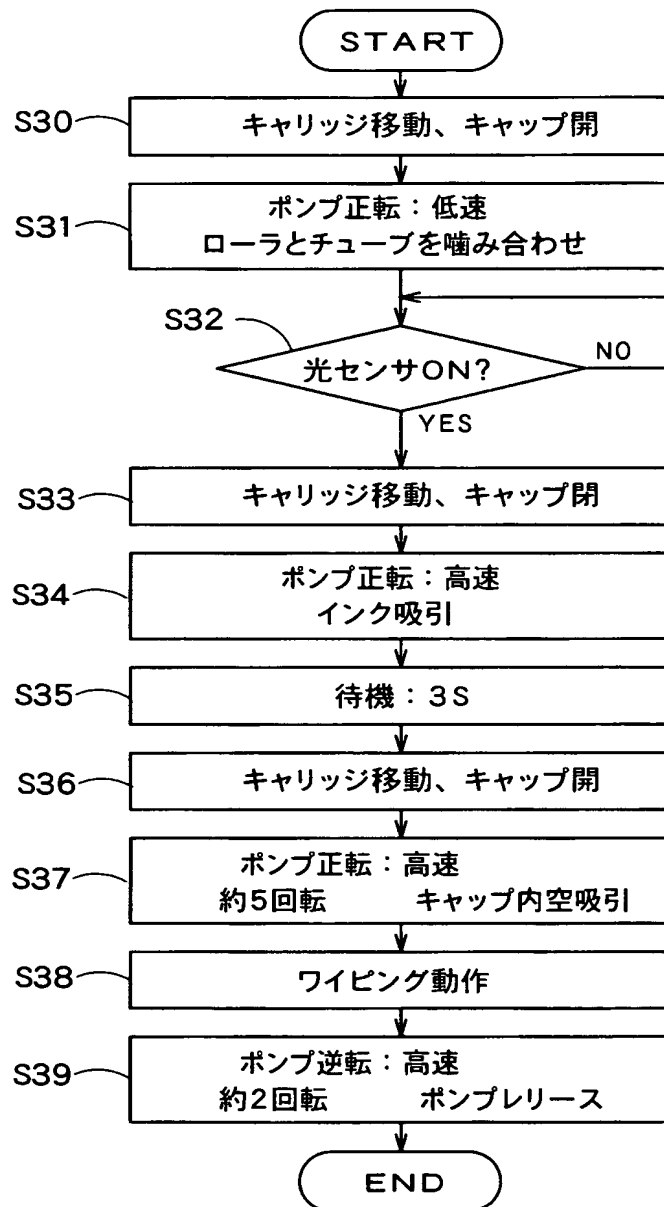 START
S30
キャリッジ移動、キャップ開
S31
ポンプ正転：低速
ローラとチューブを噛み合わせ
S32
光センサON?
NO
YES
S33
キャリッジ移動、キャップ閉
S34
ポンプ正転：高速
インク吸引
S35
待機：3S
S36
キャリッジ移動、キャップ開
S37
ポンプ正転：高速
約5回転 キャップ内空吸引
S38
ワイピング動作
S39
ポンプ逆転：高速
約2回転 ポンプレリース
END